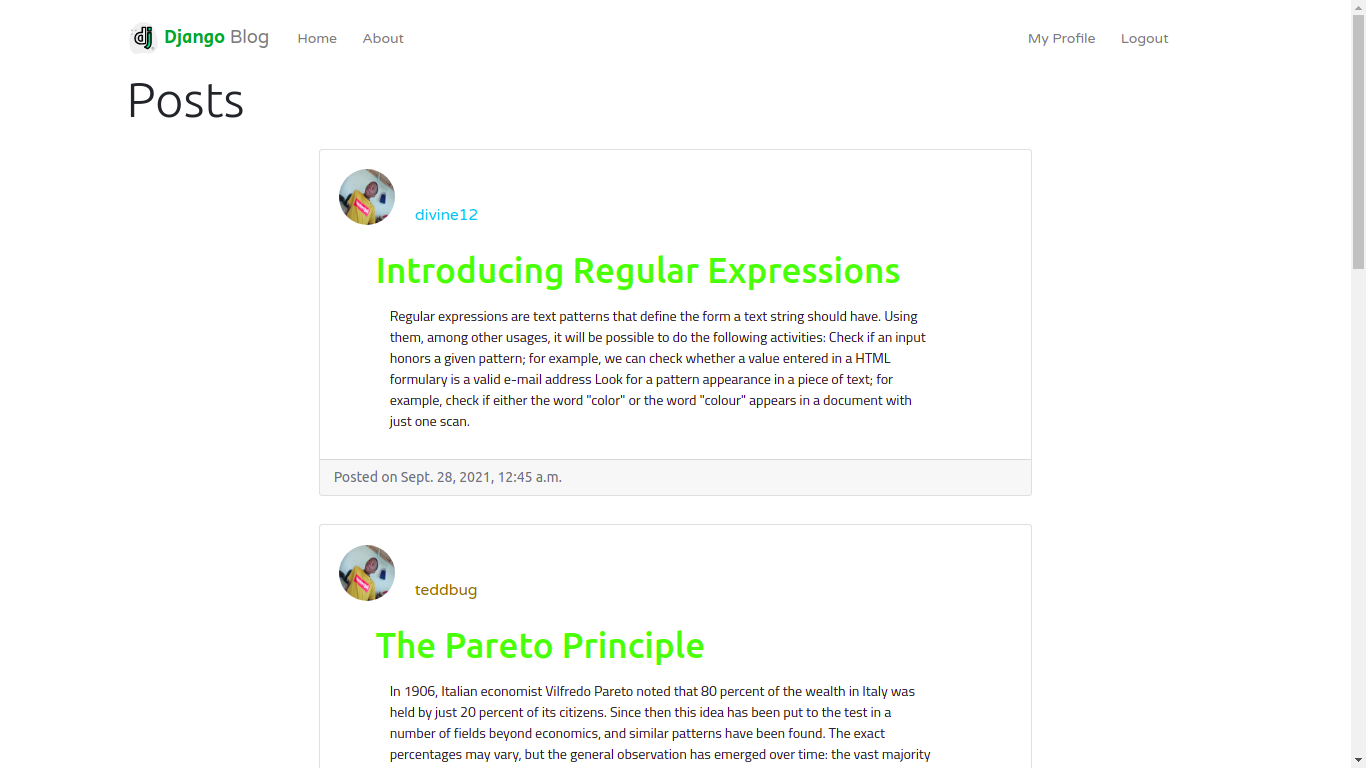 dj Django Blog Home About My Profile Logout
Posts
divine12
Introducing Regular Expressions
Regular expressions are text patterns that define the form a text string should have. Using
them, among other usages, it will be possible to do the following activities: Check if an input
honors a given pattern; for example, we can check whether a value entered in a HTML
formulary is a valid e-mail address Look for a pattern appearance in a piece of text; for
example, check if either the word "color" or the word "colour" appears in a document with
just one scan.
Posted on Sept. 28, 2021, 12:45 a.m.
teddbug
The Pareto Principle
In 1906, Italian economist Vilfredo Pareto noted that 80 percent of the wealth in Italy was
held by just 20 percent of its citizens. Since then this idea has been put to the test in a
number of fields beyond economics, and similar patterns have been found. The exact
percentages may vary, but the general observation has emerged over time: the vast majority